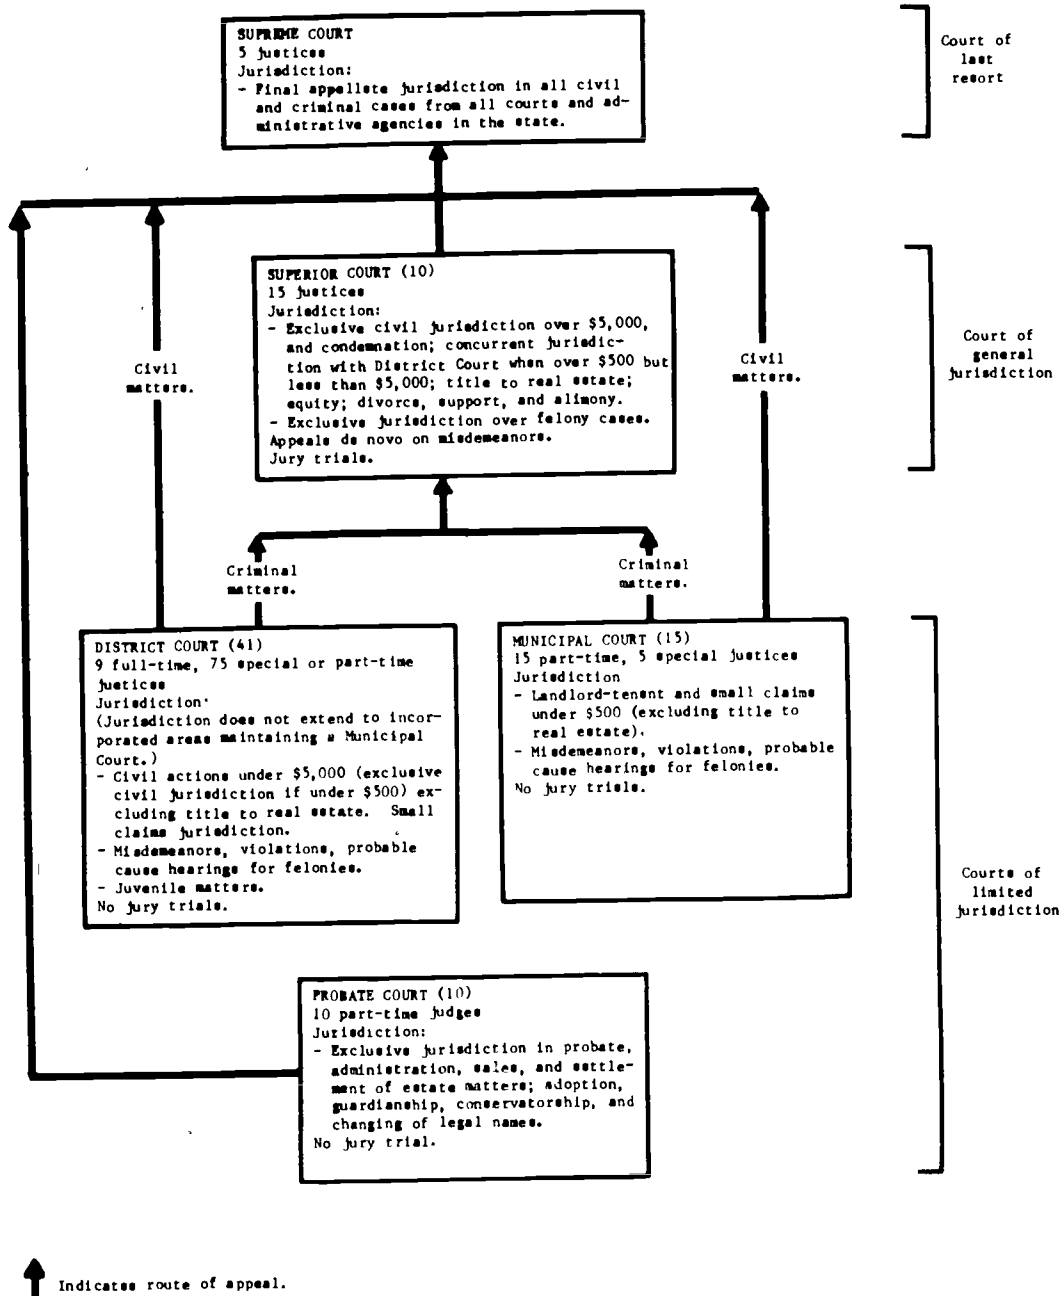 SUPREME COURT
5 justices
Jurisdiction:
- Final appellate jurisdiction in all civil
and criminal cases from all courts and ad-
ministrative agencies in the state.
Court of
last
resort
SUPERIOR COURT (10)
15 justices
Jurisdiction:
- Exclusive civil jurisdiction over $5,000,
and condemnation; concurrent jurisdic-
tion with District Court when over $500 but
less than $5,000; title to real estate;
equity; divorce, support, and alimony.
- Exclusive jurisdiction over felony cases.
Appeals de novo on misdemeanors.
Jury trials.
Court of
general
jurisdiction
Civil
matters.
Civil
matters.
Criminal
matters.
Criminal
matters.
DISTRICT COURT (41)
9 full-time, 75 special or part-time
justices
Jurisdiction:
(Jurisdiction does not extend to incor-
porated areas maintaining a Municipal
Court.)
- Civil actions under $5,000 (exclusive
civil jurisdiction if under $500) ex-
cluding title to real estate. Small
claims jurisdiction.
- Misdemeanors, violations, probable
cause hearings for felonies.
- Juvenile matters.
No jury trials.
MUNICIPAL COURT (15)
15 part-time, 5 special justices
Jurisdiction
- Landlord-tenant and small claims
under $500 (excluding title to
real estate).
- Misdemeanors, violations, probable
cause hearings for felonies.
No jury trials.
Courts of
limited
jurisdiction
PROBATE COURT (10)
10 part-time judges
Jurisdiction:
- Exclusive jurisdiction in probate,
administration, sales, and settle-
ment of estate matters; adoption,
guardianship, conservatorship, and
changing of legal names.
No jury trial.
Indicates route of appeal.